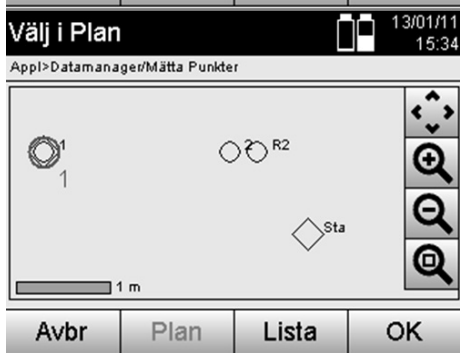 Välj i Plan
13/01/11
15:34
Appl>Datamanager/Mätta Punkter
1
1
2
R2
Sta
1 m
Avbr
Plan
Lista
OK